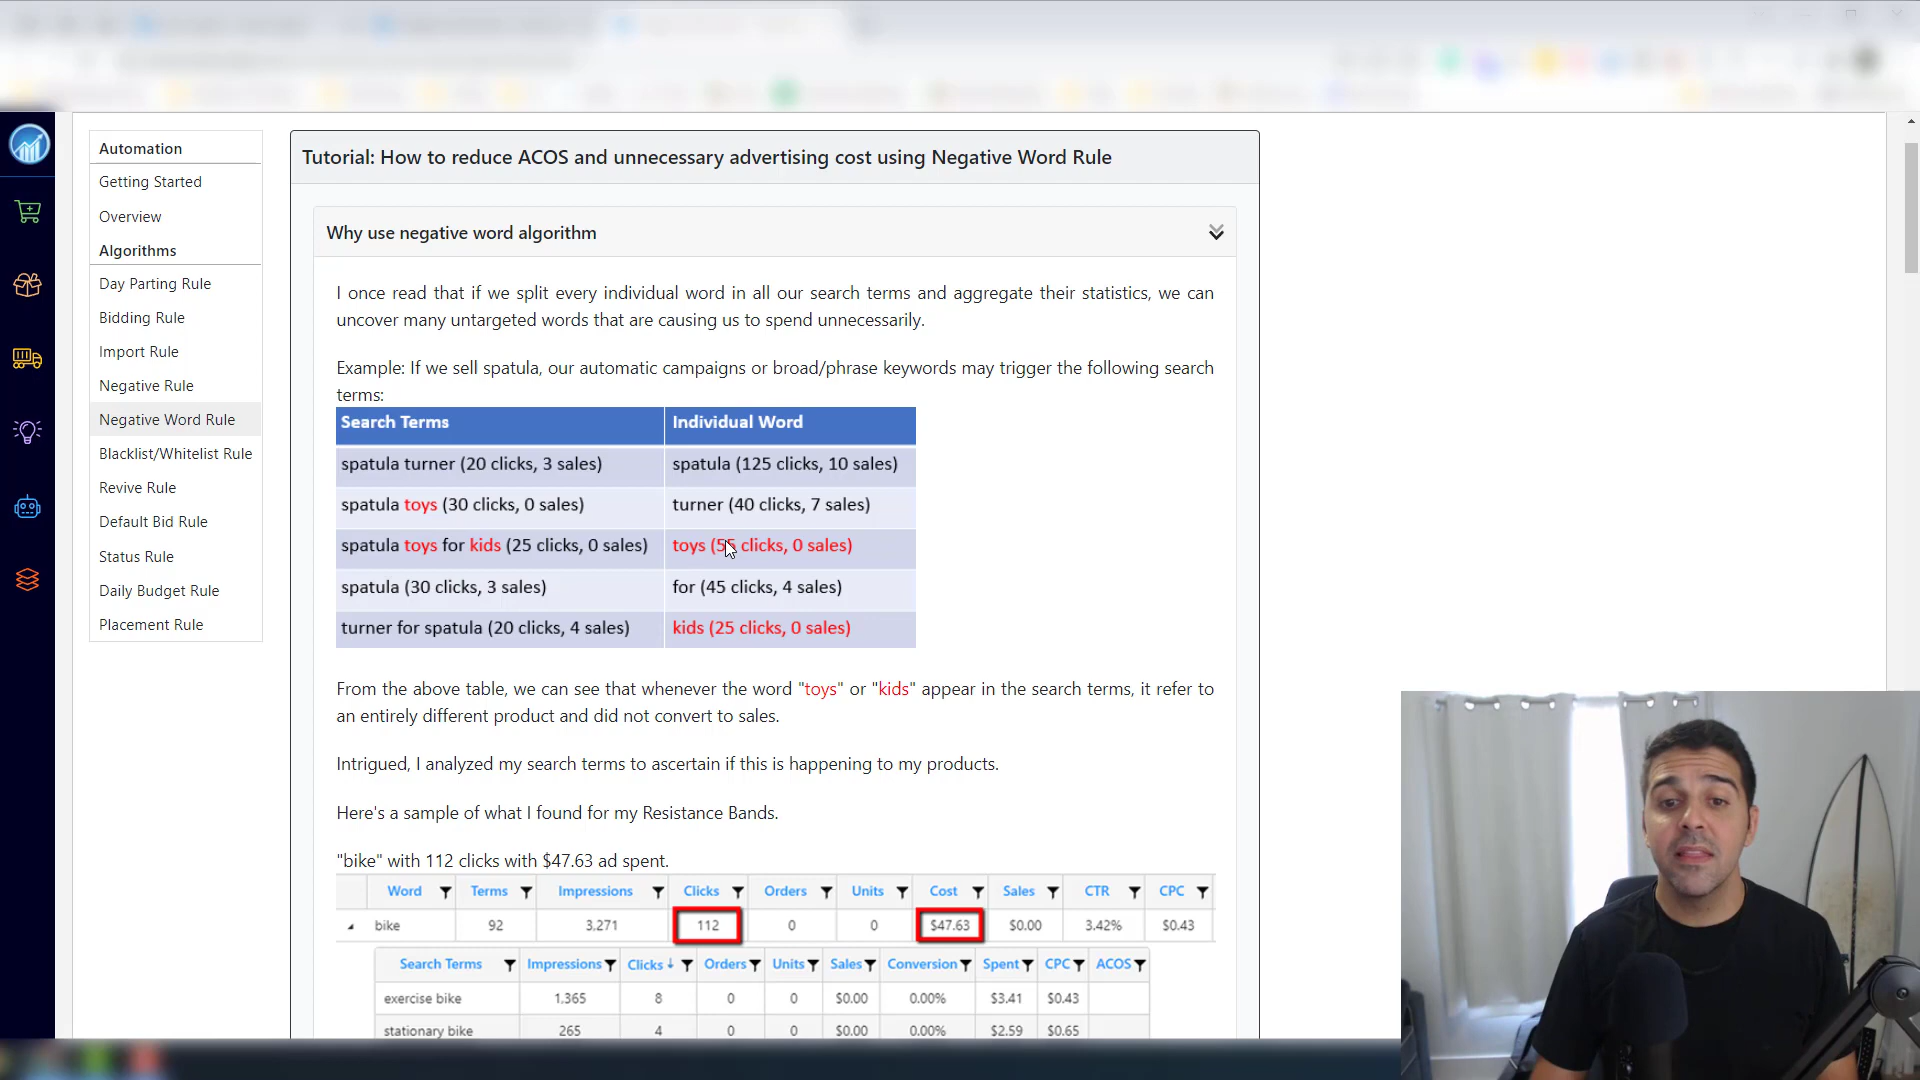 Automation
Getting Started
Overview
Algorithms
Day Parting Rule
Bidding Rule
Import Rule
Negative Rule
Negative Word Rule
Blacklist/Whitelist Rule
Revive Rule
Default Bid Rule
Status Rule
Daily Budget Rule
Placement Rule
Tutorial: How to reduce ACOS and unnecessary advertising cost using Negative Word Rule
Why use negative word algorithm
I once read that if we split every individual word in all our search terms and aggregate their statistics, we can
uncover many untargeted words that are causing us to spend unnecessarily.
Example: If we sell spatula, our automatic campaigns or broad/phrase keywords may trigger the following search
terms:
Search Terms Individual Word
spatula turner (20 clicks, 3 sales) spatula (125 clicks, 10 sales)
spatula toys (30 clicks, 0 sales) turner (40 clicks, 7 sales)
spatula toys for kids (25 clicks, 0 sales) toys (55 clicks, 0 sales)
spatula (30 clicks, 3 sales) for (45 clicks, 4 sales)
turner for spatula (20 clicks, 4 sales) kids (25 clicks, 0 sales)
From the above table, we can see that whenever the word "toys" or "kids" appear in the search terms, it refer to
an entirely different product and did not convert to sales.
Intrigued, I analyzed my search terms to ascertain if this is happening to my products.
Here's a sample of what I found for my Resistance Bands.
"bike" with 112 clicks with $47.63 ad spent.
Word Terms Impressions Clicks Orders Units Cost Sales CTR CPC
bike 92 3,271 112 0 0 $47.63 $0.00 3.42% $0.43
Search Terms Impressions Clicks Orders Units Sales Conversion Spent CPC ACOS
exercise bike 1,365 8 0 0 $0.00 0.00% $3.41 $0.43
stationary bike 265 4 0 0 $0.00 0.00% $2.59 $0.65